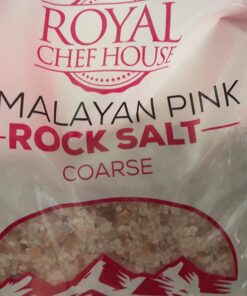 ROYAL
CHEF HOUSE
MALAYAN PINK
ROCK SALT
COARSE